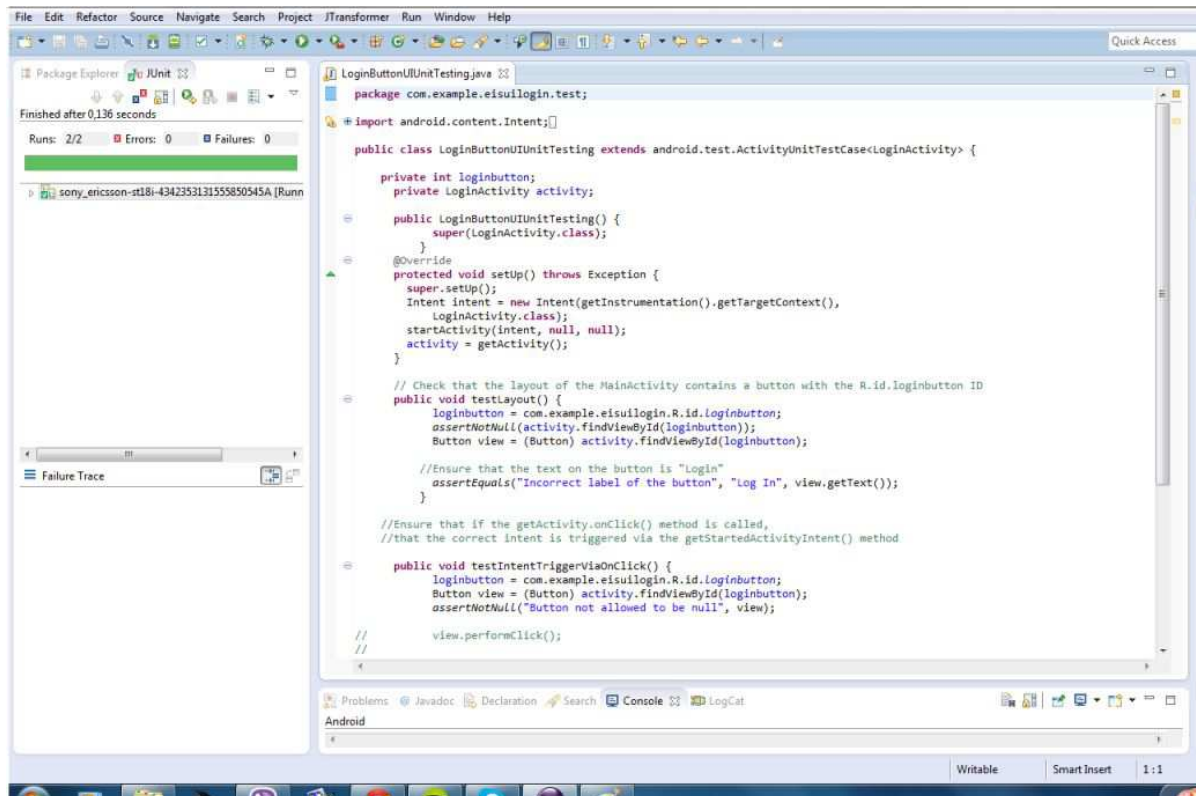 File Edit Refactor Source Navigate Search Project JTransformer Run Window Help
Quick Access
Package Explorer JUnit
Finished after 0,136 seconds
Runs: 2/2 Errors: 0 Failures: 0
sony_ericsson-st18i-4342353131555850545A [Runn
Failure Trace
LoginButtonUIUnitTesting.java
package com.example.eisuilogin.test;
import android.content.Intent;
public class LoginButtonUIUnitTesting extends android.test.ActivityUnitTestCase<LoginActivity> {
private int loginbutton;
private LoginActivity activity;
public LoginButtonUIUnitTesting() {
super(LoginActivity.class);
}
@Override
protected void setUp() throws Exception {
super.setUp();
Intent intent = new Intent(getInstrumentation().getTargetContext(),
LoginActivity.class);
startActivity(intent, null, null);
activity = getActivity();
}
// Check that the layout of the MainActivity contains a button with the R.id.loginbutton ID
public void testLayout() {
loginbutton = com.example.eisuilogin.R.id.loginbutton;
assertNotNull(activity.findViewById(loginbutton));
Button view = (Button) activity.findViewById(loginbutton);
//Ensure that the text on the button is "Login"
assertEquals("Incorrect label of the button", "Log In", view.getText());
}
//Ensure that if the getActivity.onClick() method is called,
//that the correct intent is triggered via the getStartedActivityIntent() method
public void testIntentTriggerViaOnClick() {
loginbutton = com.example.eisuilogin.R.id.loginbutton;
Button view = (Button) activity.findViewById(loginbutton);
assertNotNull("Button not allowed to be null", view);
// view.performClick();
//
Problems Javadoc Declaration Search Console LogCat
Android
Writable Smart Insert 1:1